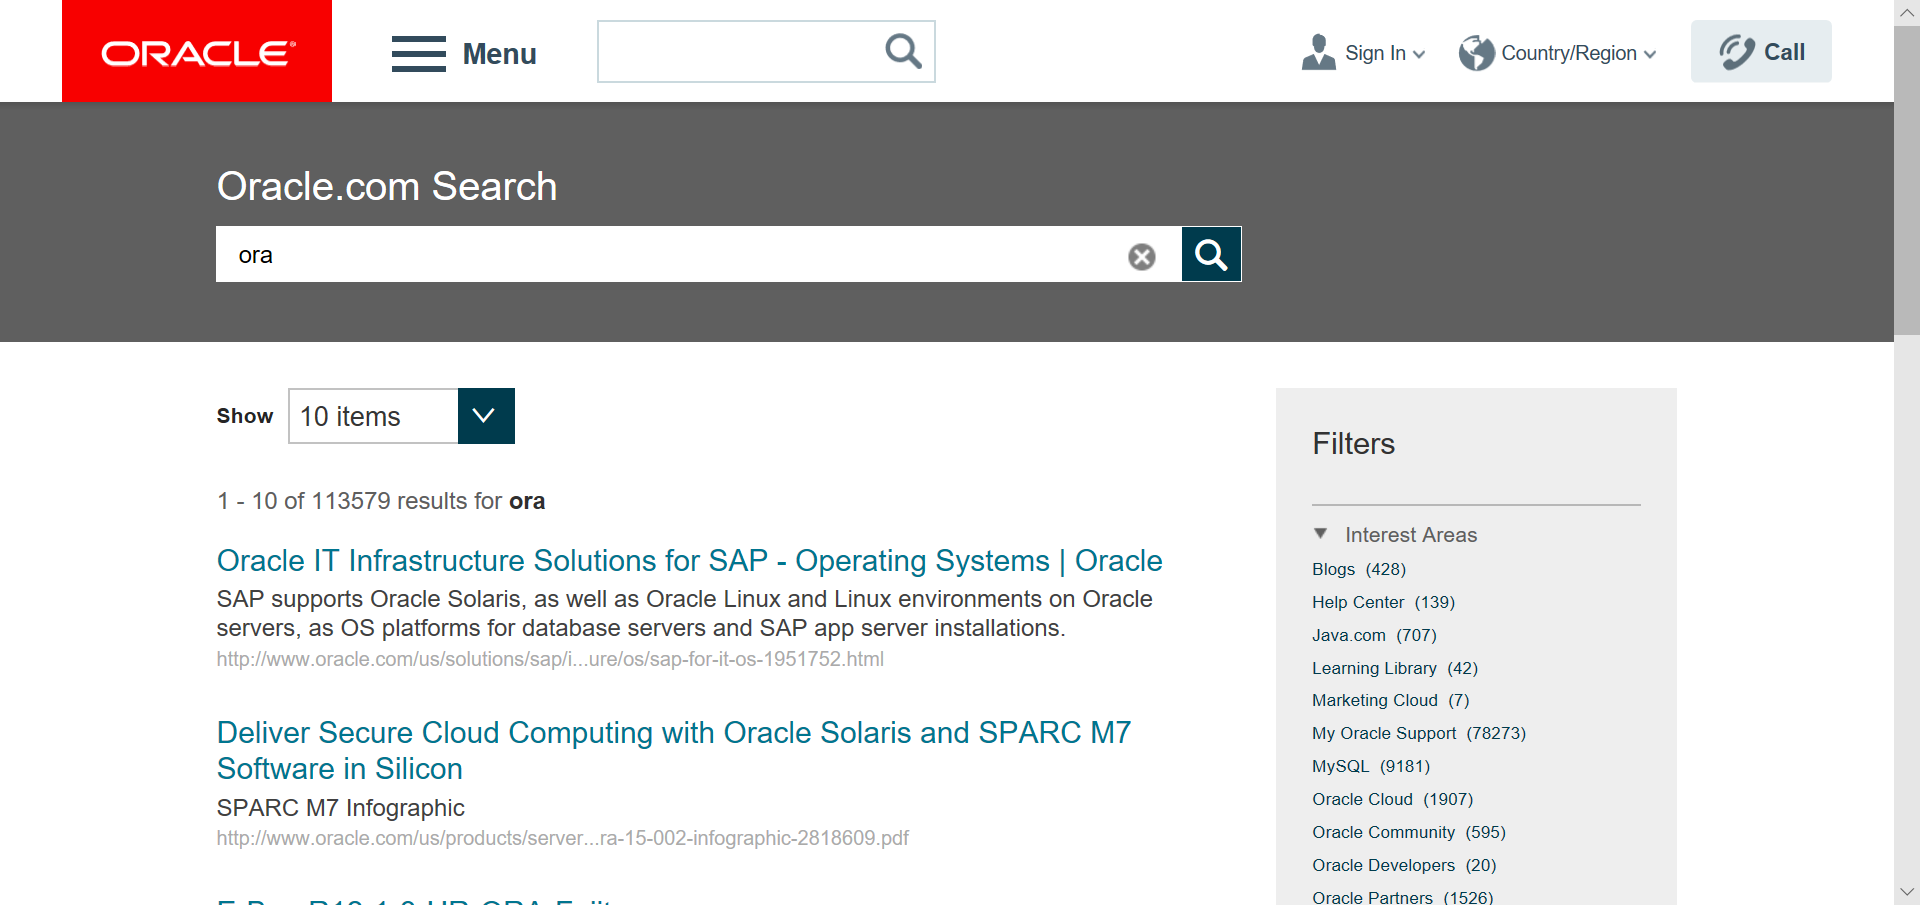 ORACLE®
Menu
Sign In
Country/Region
Call
Oracle.com Search
ora
Show
10 items
1 - 10 of 113579 results for ora
Oracle IT Infrastructure Solutions for SAP - Operating Systems | Oracle
SAP supports Oracle Solaris, as well as Oracle Linux and Linux environments on Oracle
servers, as OS platforms for database servers and SAP app server installations.
http://www.oracle.com/us/solutions/sap/i...ure/os/sap-for-it-os-1951752.html
Deliver Secure Cloud Computing with Oracle Solaris and SPARC M7
Software in Silicon
SPARC M7 Infographic
http://www.oracle.com/us/products/server...ra-15-002-infographic-2818609.pdf
Filters
Interest Areas
Blogs (428)
Help Center (139)
Java.com (707)
Learning Library (42)
Marketing Cloud (7)
My Oracle Support (78273)
MySQL (9181)
Oracle Cloud (1907)
Oracle Community (595)
Oracle Developers (20)
Oracle Partners (1526)